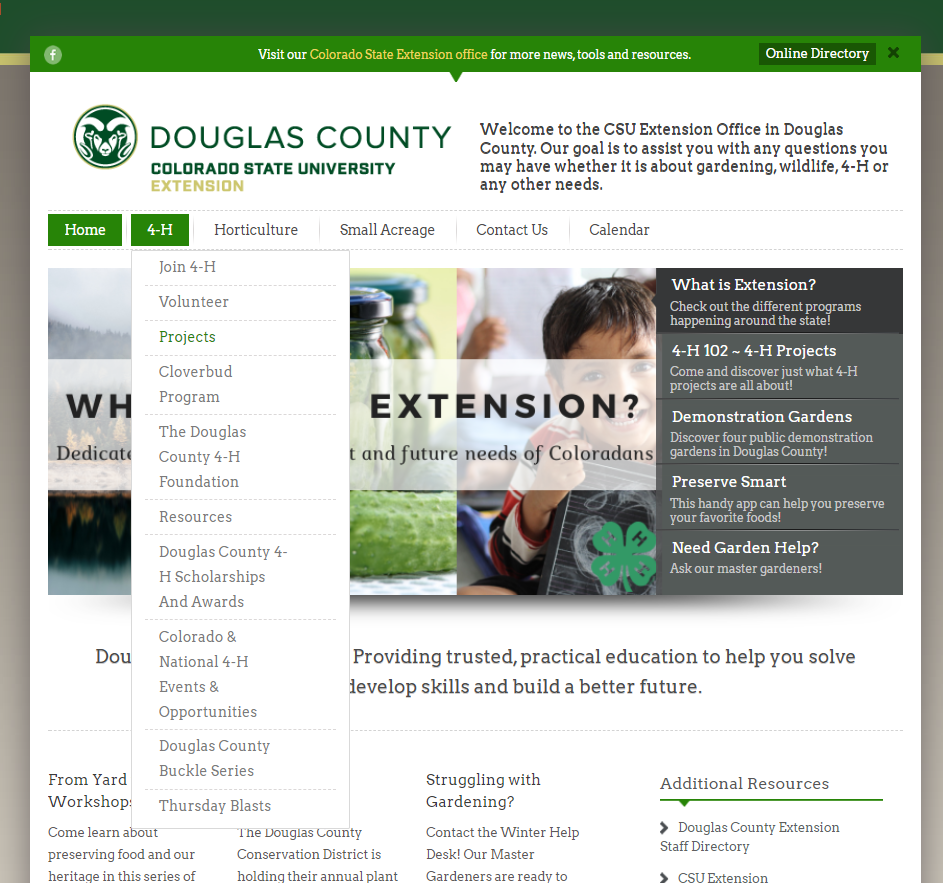 Visit our Colorado State Extension office for more news, tools and resources.
Online Directory
DOUGLAS COUNTY
COLORADO STATE UNIVERSITY
EXTENSION
Welcome to the CSU Extension Office in Douglas
County. Our goal is to assist you with any questions you
may have whether it is about gardening, wildlife, 4-H or
any other needs.
Home 4-H Horticulture Small Acreage Contact Us Calendar
Join 4-H
Volunteer
Projects
Cloverbud
Program
The Douglas
County 4-H
Foundation
Resources
Douglas County 4-
H Scholarships
And Awards
Colorado &
National 4-H
Events &
Opportunities
Douglas County
Buckle Series
Thursday Blasts
WH EXTENSION?
Dedicate t and future needs of Coloradans
What is Extension?
Check out the different programs
happening around the state!
4-H 102 ~ 4-H Projects
Come and discover just what 4-H
projects are all about!
Demonstration Gardens
Discover four public demonstration
gardens in Douglas County!
Preserve Smart
This handy app can help you preserve
your favorite foods!
Need Garden Help?
Ask our master gardeners!
Dou Providing trusted, practical education to help you solve
develop skills and build a better future.
From Yard
Workshops
Come learn about
preserving food and our
heritage in this series of
The Douglas County
Conservation District is
holding their annual plant
Struggling with
Gardening?
Contact the Winter Help
Desk! Our Master
Gardeners are ready to
Additional Resources
Douglas County Extension
Staff Directory
CSU Extension